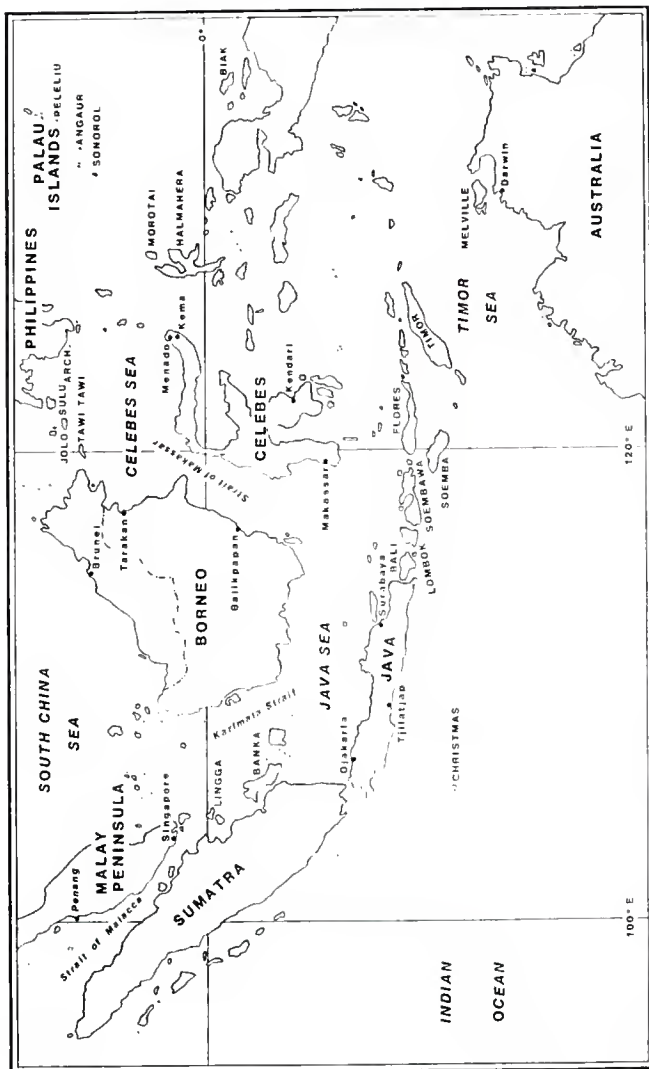 PHILIPPINES
PALAU
ISLANDS
PELELIU
ANGAUR
SONOROL
JOLO
SULU
ARCH.
TAWI TAWI
SOUTH CHINA
SEA
Brunei
Tarakan
CELEBES SEA
MOROTAI
HALMAHERA
Menado
Kema
Penang
MALAY
PENINSULA
Strait of Malacca
Singapore
BORNEO
Strait of Makassar
0°
BIAK
LINGGA
SUMATRA
BANKA
Karimata Strait
Balikpapan
CELEBES
Kendari
Makassar
JAVA SEA
Djakarta
JAVA
Surabaya
Tjilatjap
BALI
LOMBOK
SOEMBAWA
SOEMBA
FLORES
TIMOR
TIMOR
SEA
MELVILLE
Darwin
AUSTRALIA
CHRISTMAS
INDIAN
OCEAN
100° E
120° E